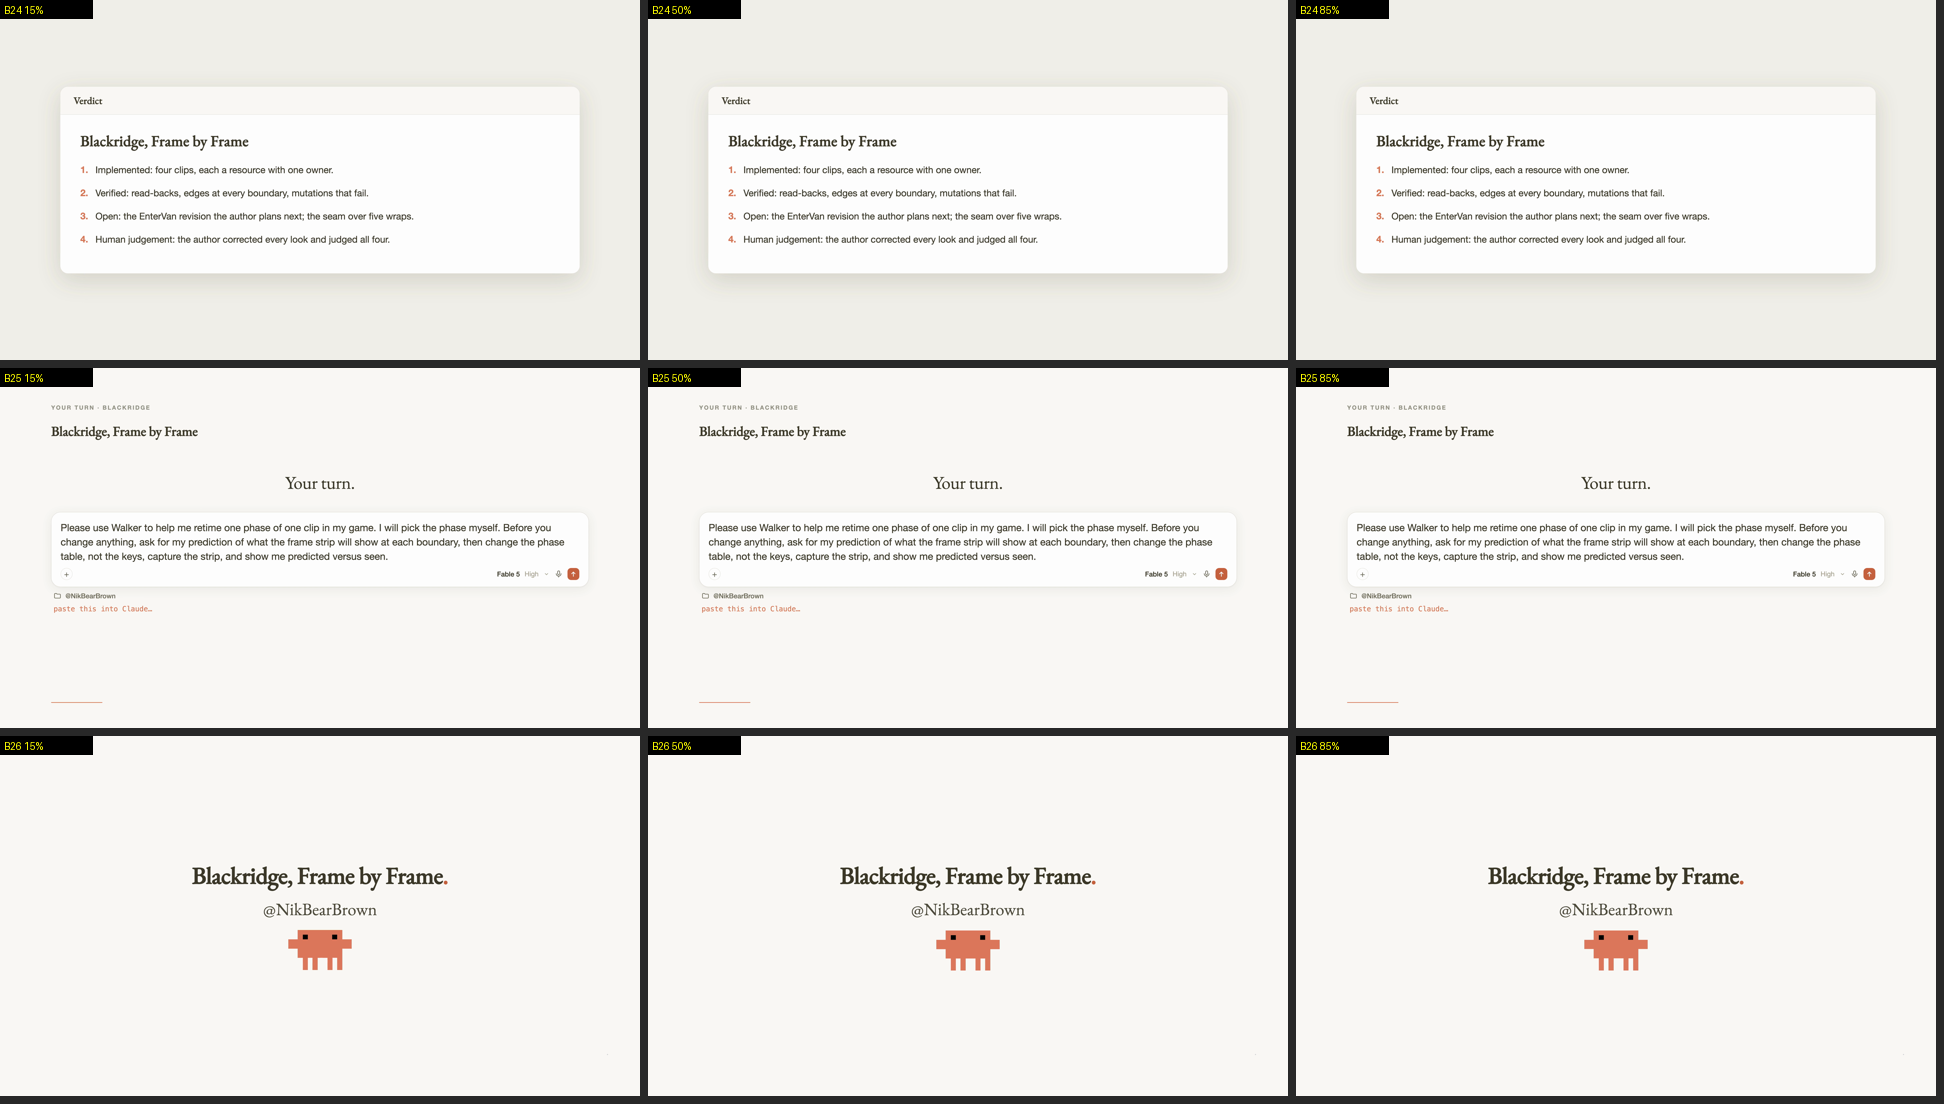 B24 15%
Verdict
Blackridge, Frame by Frame
1. Implemented: four clips, each a resource with one owner.
2. Verified: read-backs, edges at every boundary, mutations that fail.
3. Open: the EnterVan revision the author plans next; the seam over five wraps.
4. Human judgement: the author corrected every look and judged all four.
B24 50%
Verdict
Blackridge, Frame by Frame
1. Implemented: four clips, each a resource with one owner.
2. Verified: read-backs, edges at every boundary, mutations that fail.
3. Open: the EnterVan revision the author plans next; the seam over five wraps.
4. Human judgement: the author corrected every look and judged all four.
B24 85%
Verdict
Blackridge, Frame by Frame
1. Implemented: four clips, each a resource with one owner.
2. Verified: read-backs, edges at every boundary, mutations that fail.
3. Open: the EnterVan revision the author plans next; the seam over five wraps.
4. Human judgement: the author corrected every look and judged all four.
B25 15%
YOUR TURN · BLACKRIDGE
Blackridge, Frame by Frame
Your turn.
Please use Walker to help me retime one phase of one clip in my game. I will pick the phase myself. Before you
change anything, ask for my prediction of what the frame strip will show at each boundary, then change the phase
table, not the keys, capture the strip, and show me predicted versus seen.
+ Fable 5 High
@NikBearBrown
paste this into Claude…
B25 50%
YOUR TURN · BLACKRIDGE
Blackridge, Frame by Frame
Your turn.
Please use Walker to help me retime one phase of one clip in my game. I will pick the phase myself. Before you
change anything, ask for my prediction of what the frame strip will show at each boundary, then change the phase
table, not the keys, capture the strip, and show me predicted versus seen.
+ Fable 5 High
@NikBearBrown
paste this into Claude…
B25 85%
YOUR TURN · BLACKRIDGE
Blackridge, Frame by Frame
Your turn.
Please use Walker to help me retime one phase of one clip in my game. I will pick the phase myself. Before you
change anything, ask for my prediction of what the frame strip will show at each boundary, then change the phase
table, not the keys, capture the strip, and show me predicted versus seen.
+ Fable 5 High
@NikBearBrown
paste this into Claude…
B26 15%
Blackridge, Frame by Frame.
@NikBearBrown
B26 50%
Blackridge, Frame by Frame.
@NikBearBrown
B26 85%
Blackridge, Frame by Frame.
@NikBearBrown